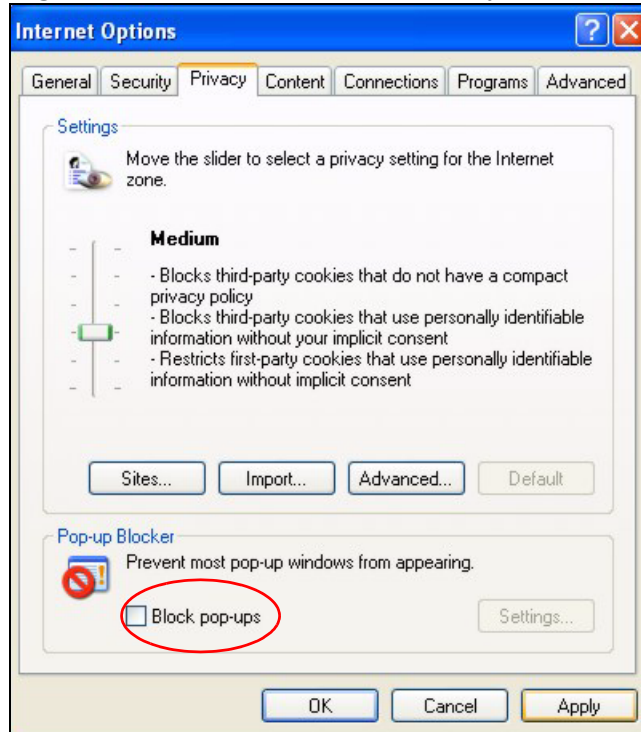 Internet Options
General Security Privacy Content Connections Programs Advanced
Settings
Move the slider to select a privacy setting for the Internet
zone.
Medium
- Blocks third-party cookies that do not have a compact
privacy policy
- Blocks third-party cookies that use personally identifiable
information without your implicit consent
- Restricts first-party cookies that use personally identifiable
information without implicit consent
Sites... Import... Advanced... Default
Pop-up Blocker
Prevent most pop-up windows from appearing.
Block pop-ups Settings...
OK Cancel Apply